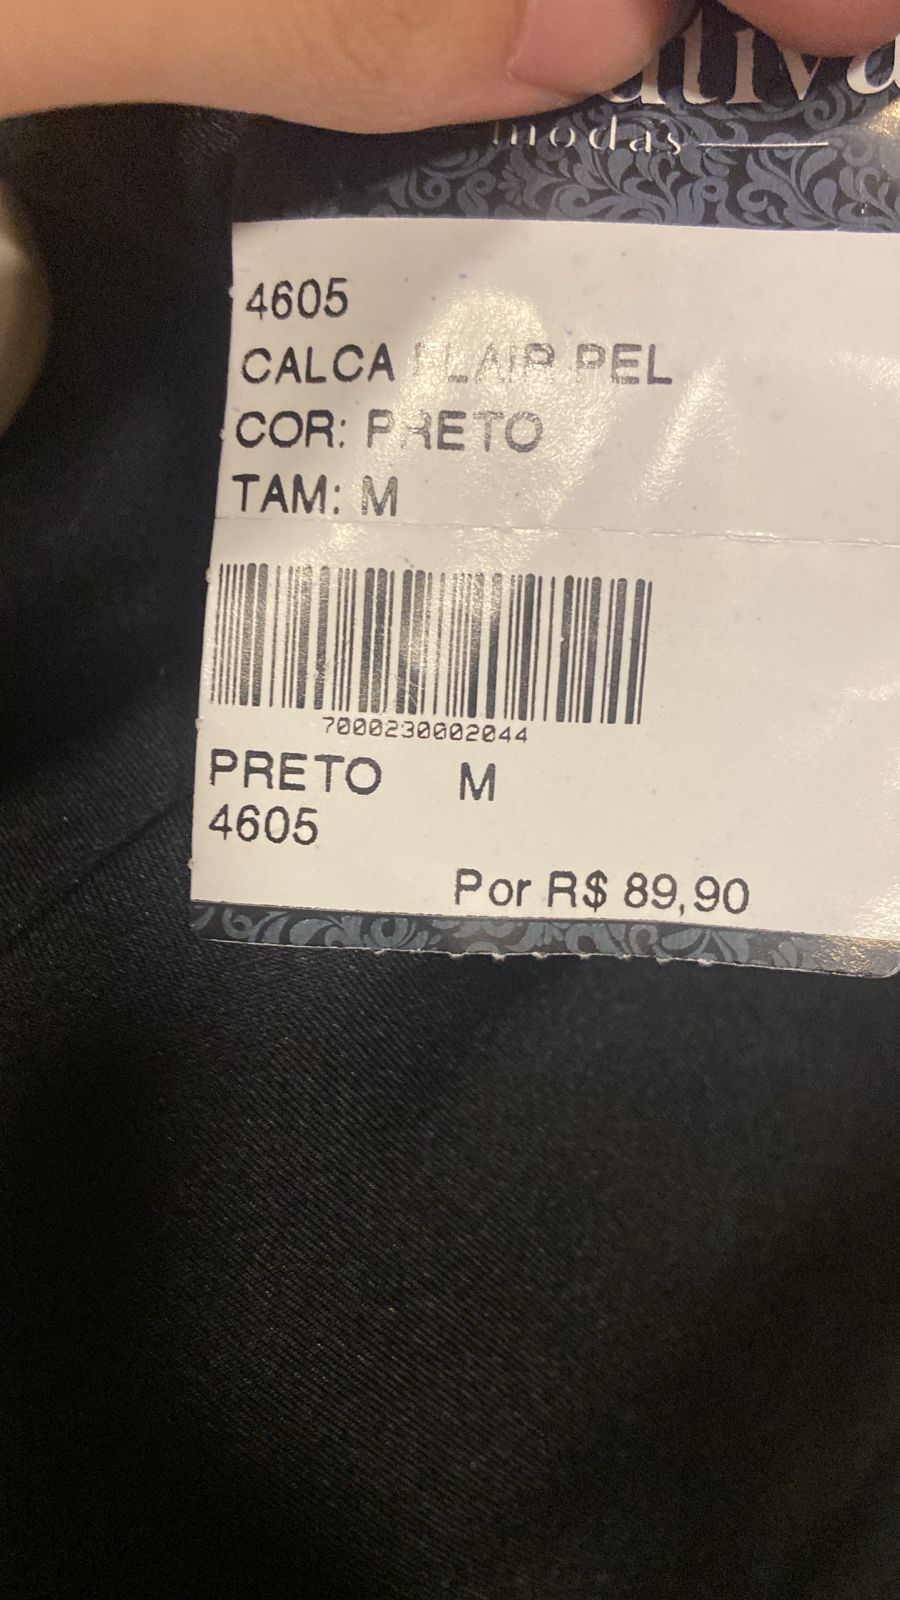 modas
4605
CALCA FLAIR PEL
COR: PRETO
TAM: M
7000230002044
PRETO M
4605
Por R$ 89,90